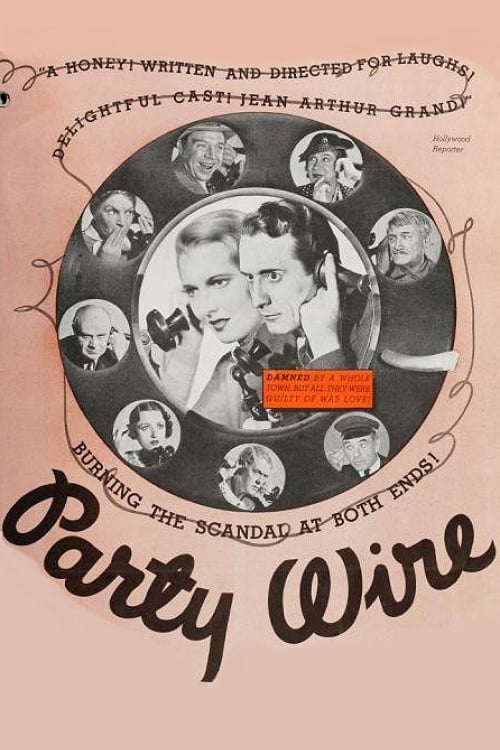 "A HONEY! WRITTEN AND DIRECTED FOR LAUGHS!
DELIGHTFUL CAST! JEAN ARTHUR GRAND!"
Hollywood
Reporter
DAMNED BY A WHOLE
TOWN, BUT ALL THEY WERE
GUILTY OF WAS LOVE!
BURNING THE SCANDAL AT BOTH ENDS!
Party Wire